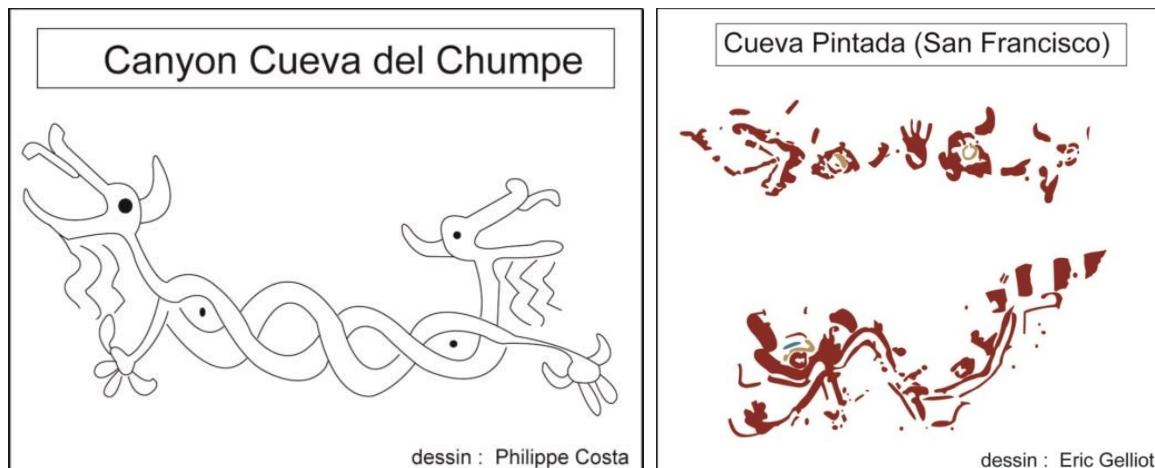 Canyon Cueva del Chumpe
dessin : Philippe Costa
Cueva Pintada (San Francisco)
dessin : Eric Gelliot